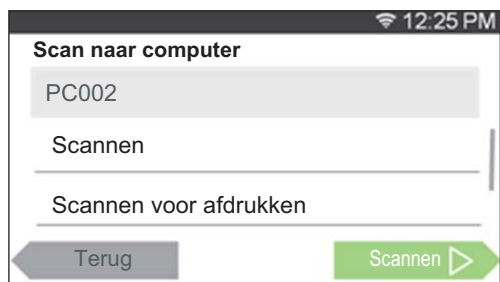 12:25 PM
Scan naar computer
PC002
Scannen
Scannen voor afdrukken
Terug
Scannen